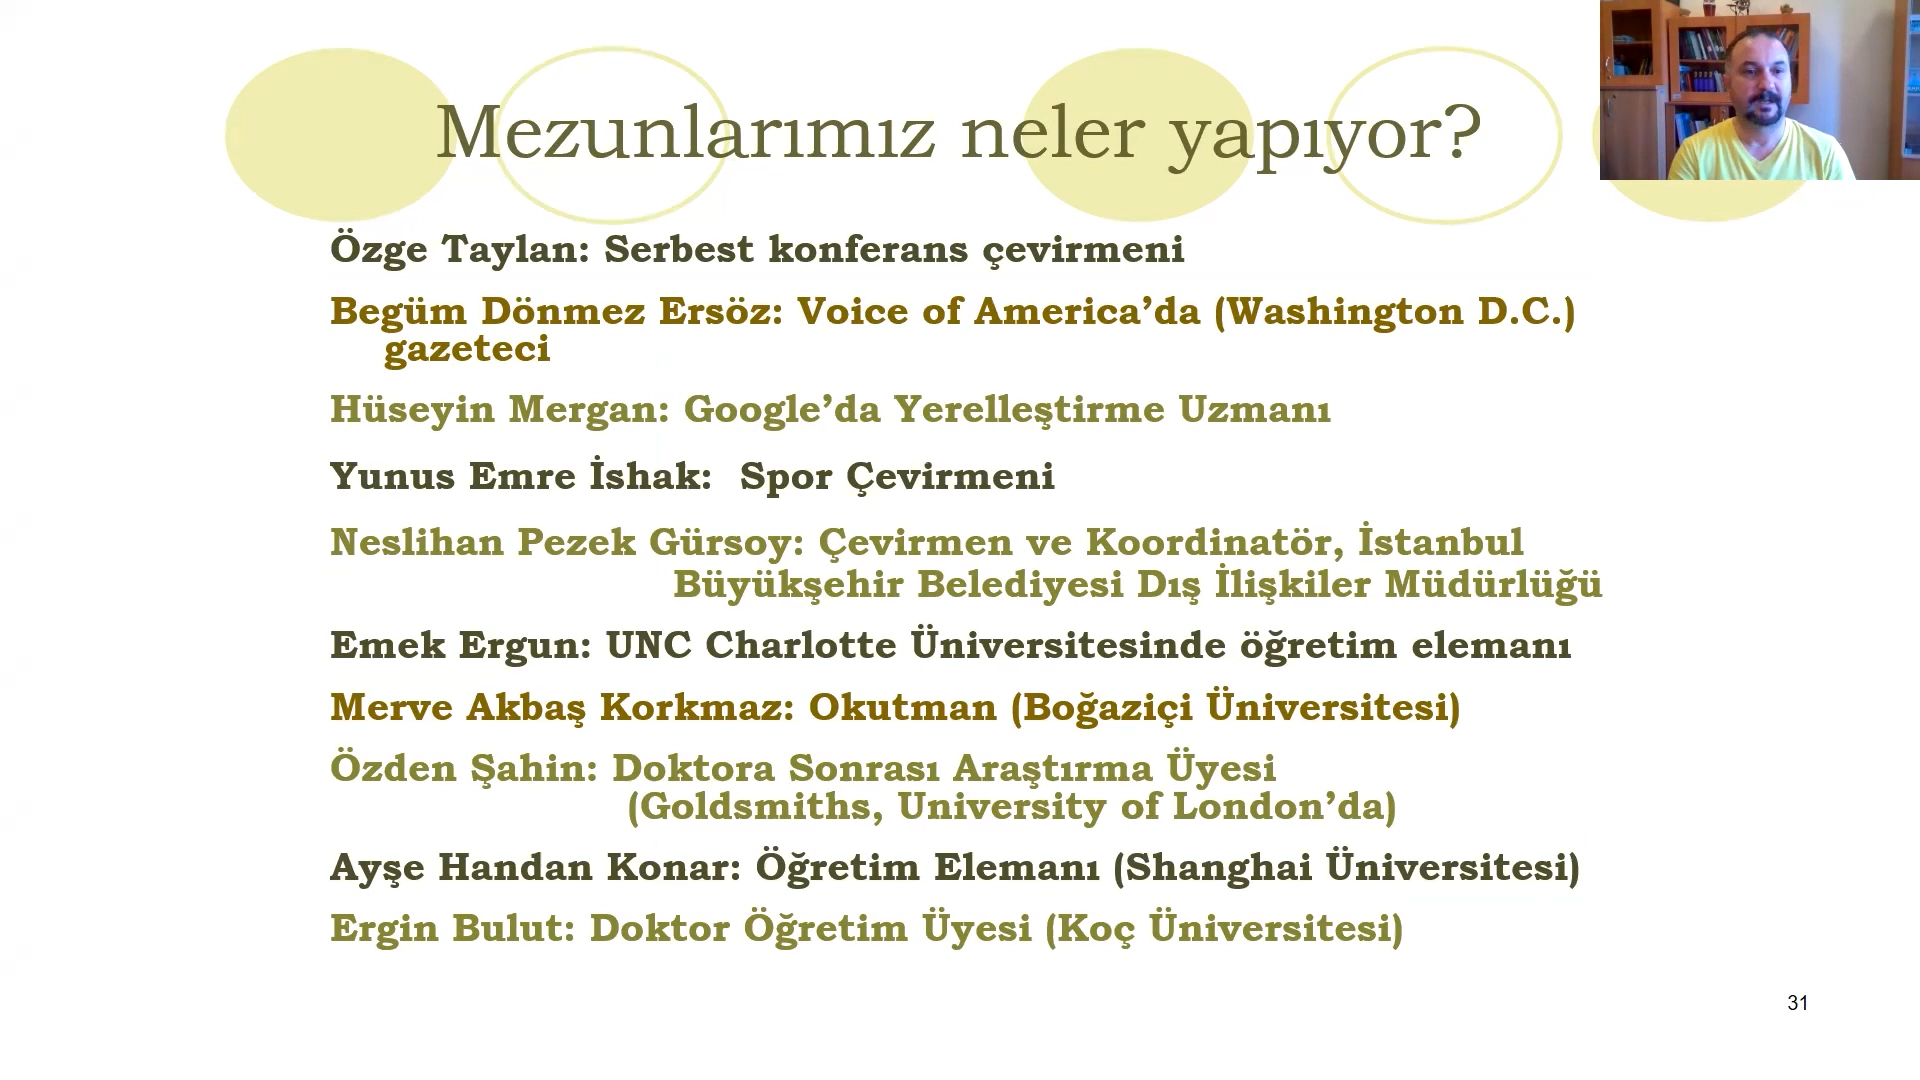 Mezunlarımız neler yapıyor?
Özge Taylan: Serbest konferans çevirmeni
Begüm Dönmez Ersöz: Voice of America’da (Washington D.C.)
gazeteci
Hüseyin Mergan: Google’da Yerelleştirme Uzmanı
Yunus Emre İshak:  Spor Çevirmeni
Neslihan Pezek Gürsoy: Çevirmen ve Koordinatör, İstanbul
Büyükşehir Belediyesi Dış İlişkiler Müdürlüğü
Emek Ergun: UNC Charlotte Üniversitesinde öğretim elemanı
Merve Akbaş Korkmaz: Okutman (Boğaziçi Üniversitesi)
Özden Şahin: Doktora Sonrası Araştırma Üyesi
(Goldsmiths, University of London’da)
Ayşe Handan Konar: Öğretim Elemanı (Shanghai Üniversitesi)
Ergin Bulut: Doktor Öğretim Üyesi (Koç Üniversitesi)
31